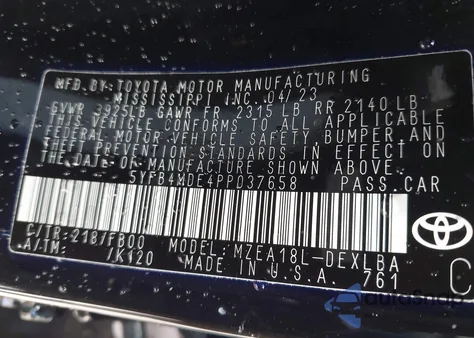 MFD.BY:TOYOTA MOTOR MANUFACTURING
MISSISSIPPI INC.04/23
GVWR 3925LB GAWR FR 2315 LB RR 2140 LB
THIS VEHICLE CONFORMS TO ALL APPLICABLE
FEDERAL MOTOR VEHICLE SAFETY,BUMPER,AND
THEFT PREVENTION STANDARDS IN EFFECT ON
THE DATE OF MANUFACTURE SHOWN ABOVE.
5YFB4MDE4PP037658 PASS.CAR
C/TR:218/FB00 MODEL:MZEA18L-DEXLBA
A/TM: /K120 MADE IN U.S.A. 761
TOYOTA
C